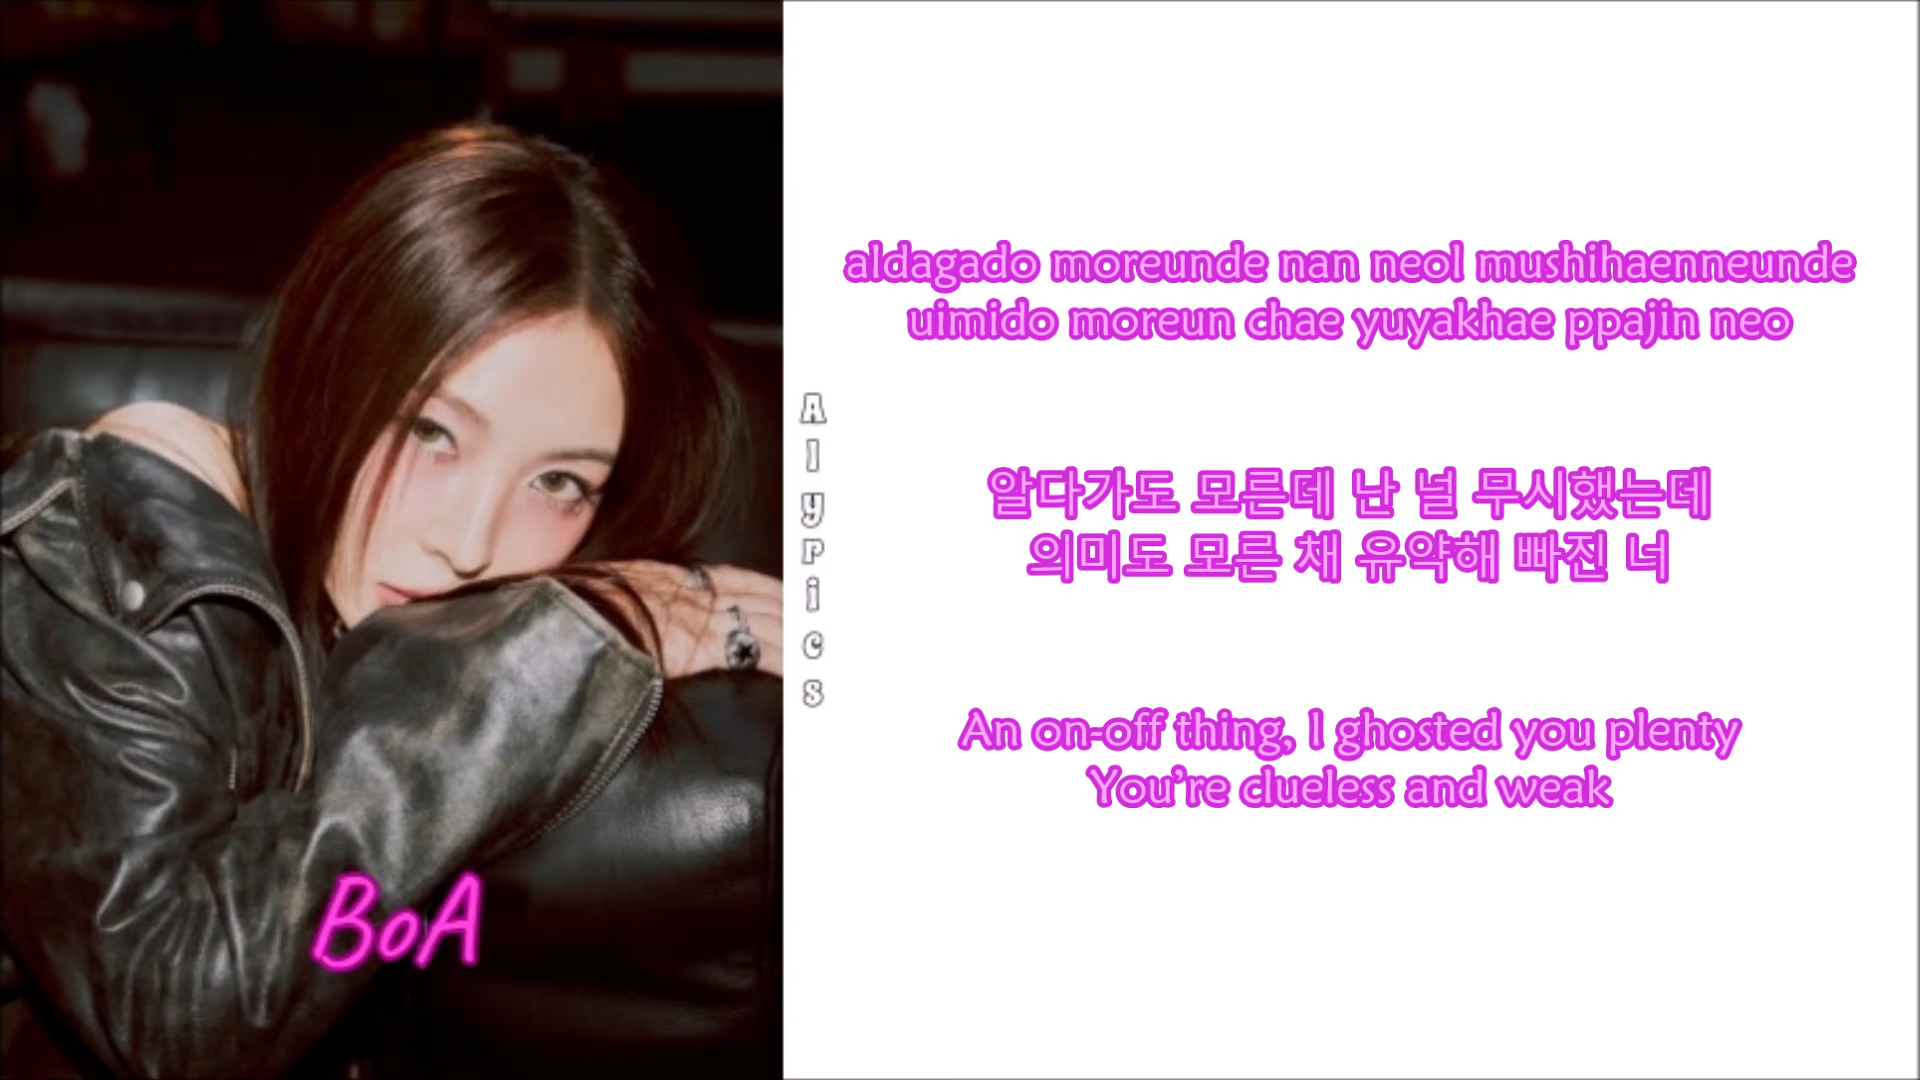 aldagado moreunde nan neol mushihaenneunde
uimido moreun chae yuyakhae ppajin neo
알다가도 모른데 난 널 무시했는데
의미도 모른 채 유약해 빠진 너
An on-off thing, I ghosted you plenty
You're clueless and weak
Alyrics
BoA